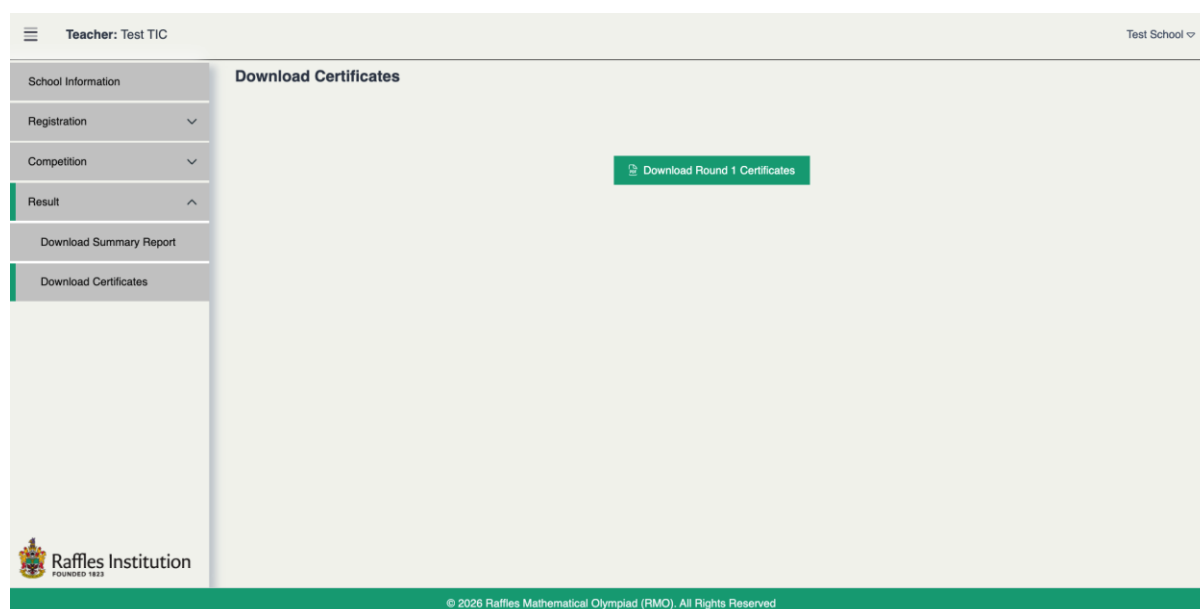 Teacher: Test TIC
Test School
School Information
Download Certificates
Registration
Competition
Download Round 1 Certificates
Result
Download Summary Report
Download Certificates
Raffles Institution
FOUNDED 1823
© 2026 Raffles Mathematical Olympiad (RMO). All Rights Reserved